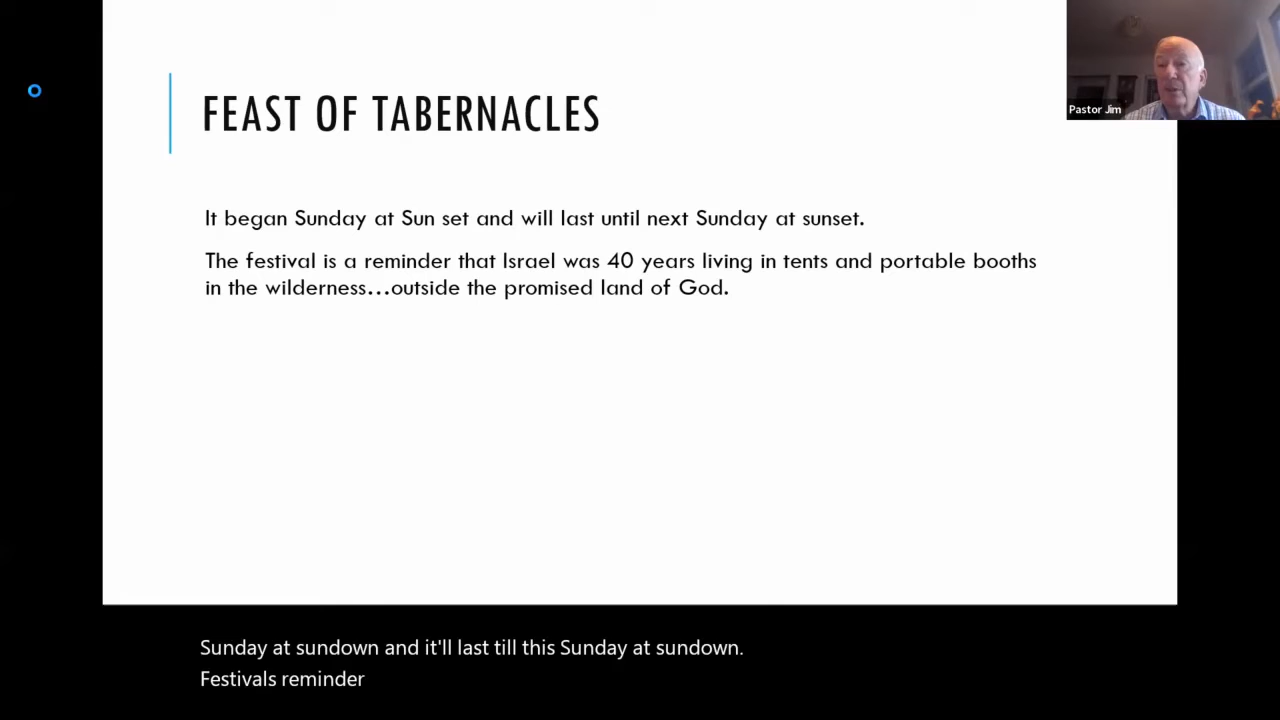 Pastor Jim
FEAST OF TABERNACLES
It began Sunday at Sun set and will last until next Sunday at sunset.
The festival is a reminder that Israel was 40 years living in tents and portable booths
in the wilderness...outside the promised land of God.
Sunday at sundown and it'll last till this Sunday at sundown.
Festivals reminder